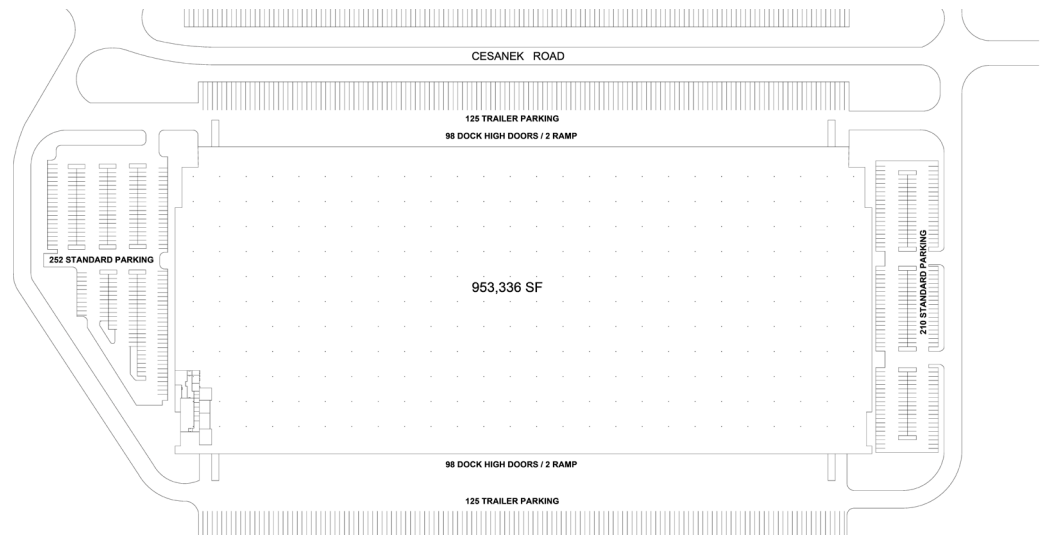 CESANEK ROAD
125 TRAILER PARKING
98 DOCK HIGH DOORS / 2 RAMP
252 STANDARD PARKING
953,336 SF
210 STANDARD PARKING
98 DOCK HIGH DOORS / 2 RAMP
125 TRAILER PARKING